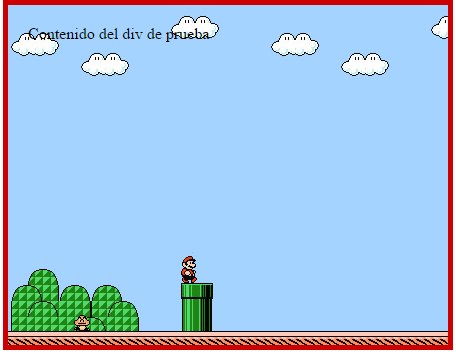 Contenido del div de prueba